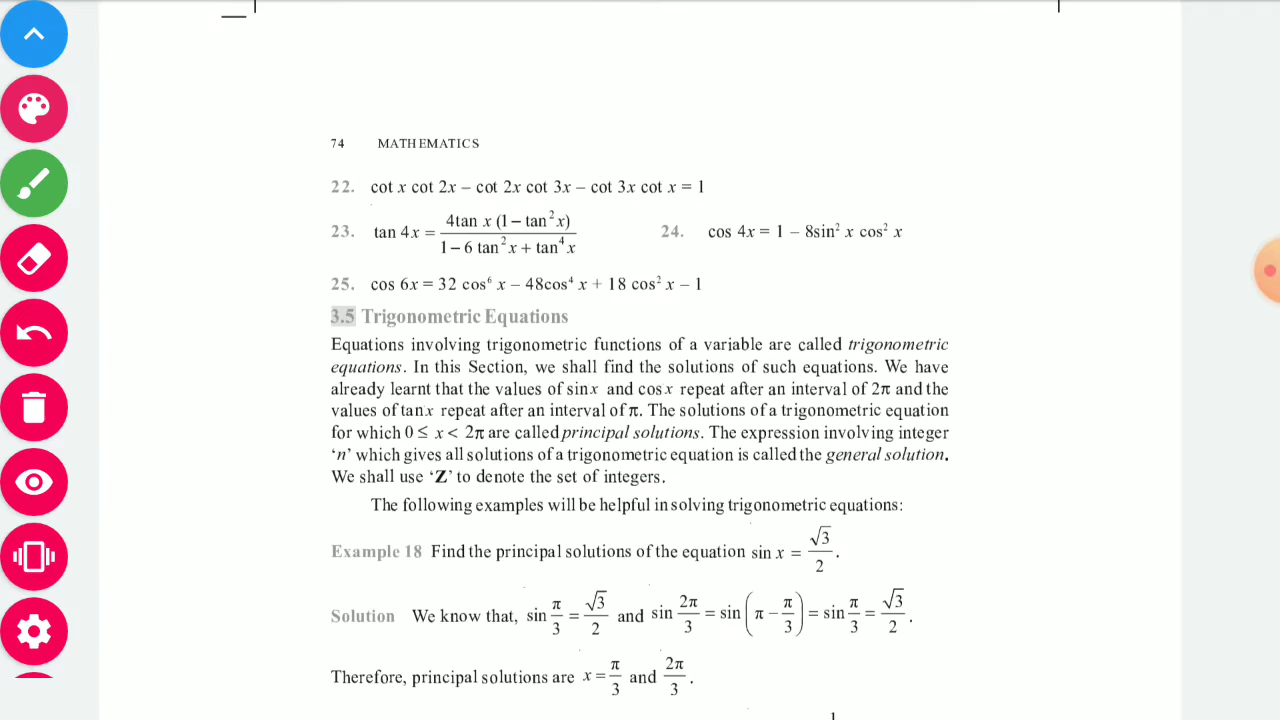 74 MATHEMATICS
22. cot x cot 2x – cot 2x cot 3x – cot 3x cot x = 1
23. tan 4x = 4tan x (1 – tan²x) / 1 – 6 tan²x + tan⁴x 24. cos 4x = 1 – 8sin² x cos² x
25. cos 6x = 32 cos⁶ x – 48cos⁴ x + 18 cos² x – 1
3.5 Trigonometric Equations
Equations involving trigonometric functions of a variable are called trigonometric
equations. In this Section, we shall find the solutions of such equations. We have
already learnt that the values of sin x and cos x repeat after an interval of 2π and the
values of tan x repeat after an interval of π. The solutions of a trigonometric equation
for which 0 ≤ x < 2π are called principal solutions. The expression involving integer
‘n’ which gives all solutions of a trigonometric equation is called the general solution.
We shall use ‘Z’ to denote the set of integers.
The following examples will be helpful in solving trigonometric equations:
Example 18 Find the principal solutions of the equation sin x = √3/2.
Solution We know that, sin π/3 = √3/2 and sin 2π/3 = sin (π – π/3) = sin π/3 = √3/2.
Therefore, principal solutions are x = π/3 and 2π/3.
1